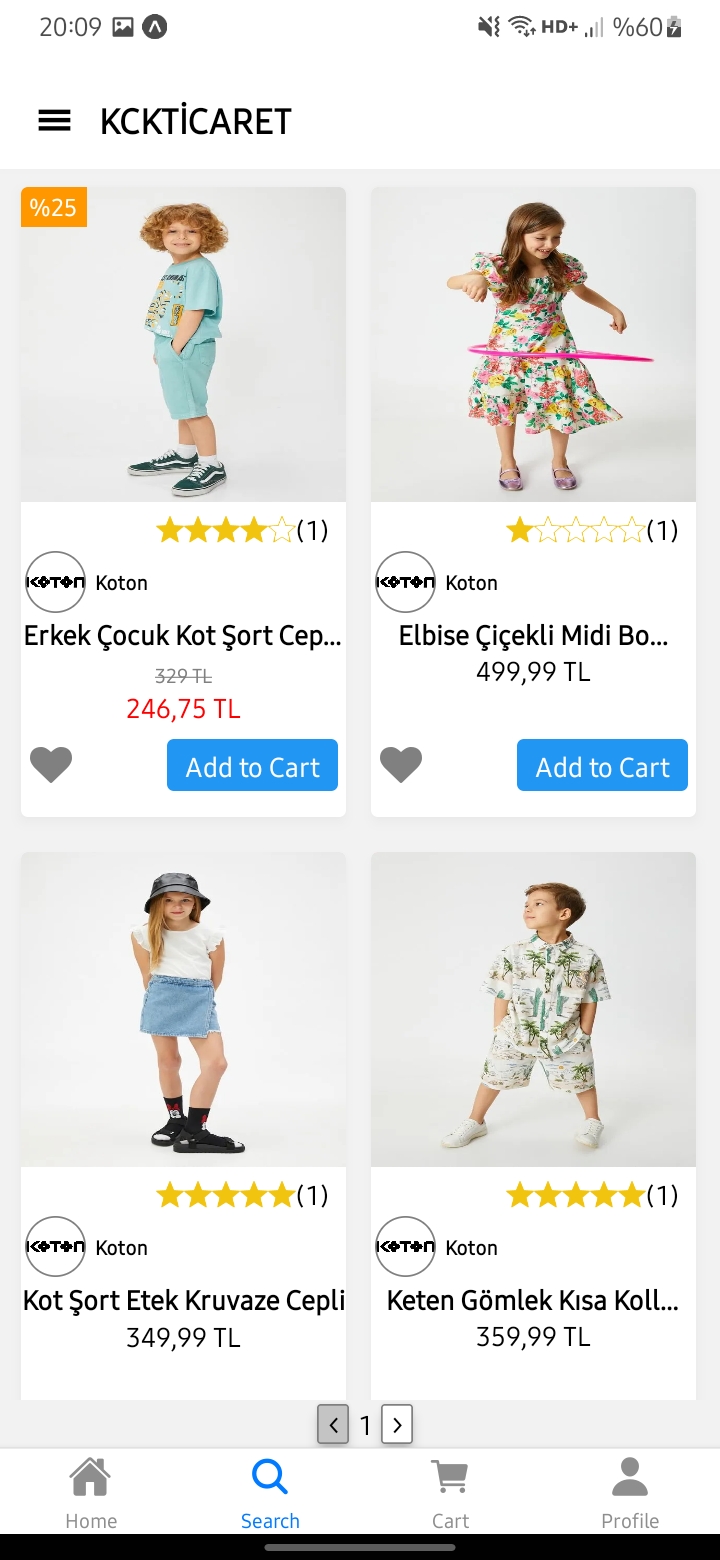 20:09 HD+ %60
KCKTİCARET
%25
(1)
KOTON Koton
Erkek Çocuk Kot Şort Cep...
329 TL
246,75 TL
Add to Cart
(1)
KOTON Koton
Elbise Çiçekli Midi Bo...
499,99 TL
Add to Cart
(1)
KOTON Koton
Kot Şort Etek Kruvaze Cepli
349,99 TL
(1)
KOTON Koton
Keten Gömlek Kısa Koll...
359,99 TL
1
Home Search Cart Profile